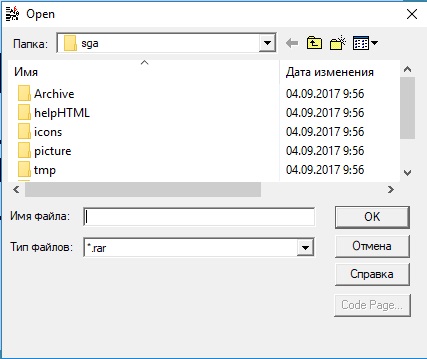 Open
Папка: sga
Имя Дата изменения
Archive 04.09.2017 9:56
helpHTML 04.09.2017 9:56
icons 04.09.2017 9:56
picture 04.09.2017 9:56
tmp 04.09.2017 9:56
Имя файла: OK
Тип файлов: *.rar Отмена
Справка
Code Page...